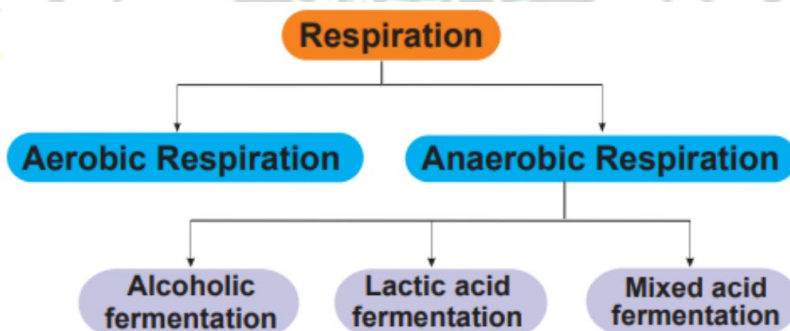 Respiration
Aerobic Respiration
Anaerobic Respiration
Alcoholic
fermentation
Lactic acid
fermentation
Mixed acid
fermentation